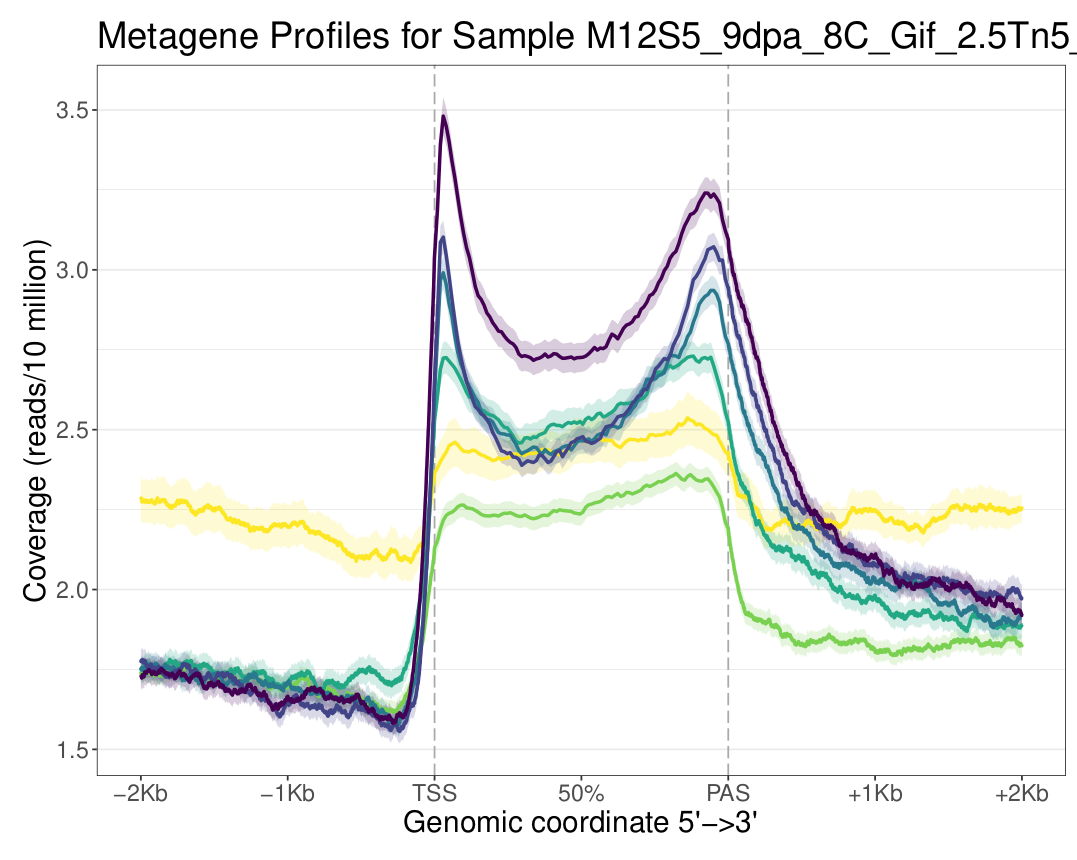 Metagene Profiles for Sample M12S5_9dpa_8C_Gif_2.5Tn5_
Coverage (reads/10 million)
3.5
3.0
2.5
2.0
1.5
−2Kb −1Kb TSS 50% PAS +1Kb +2Kb
Genomic coordinate 5'−>3'